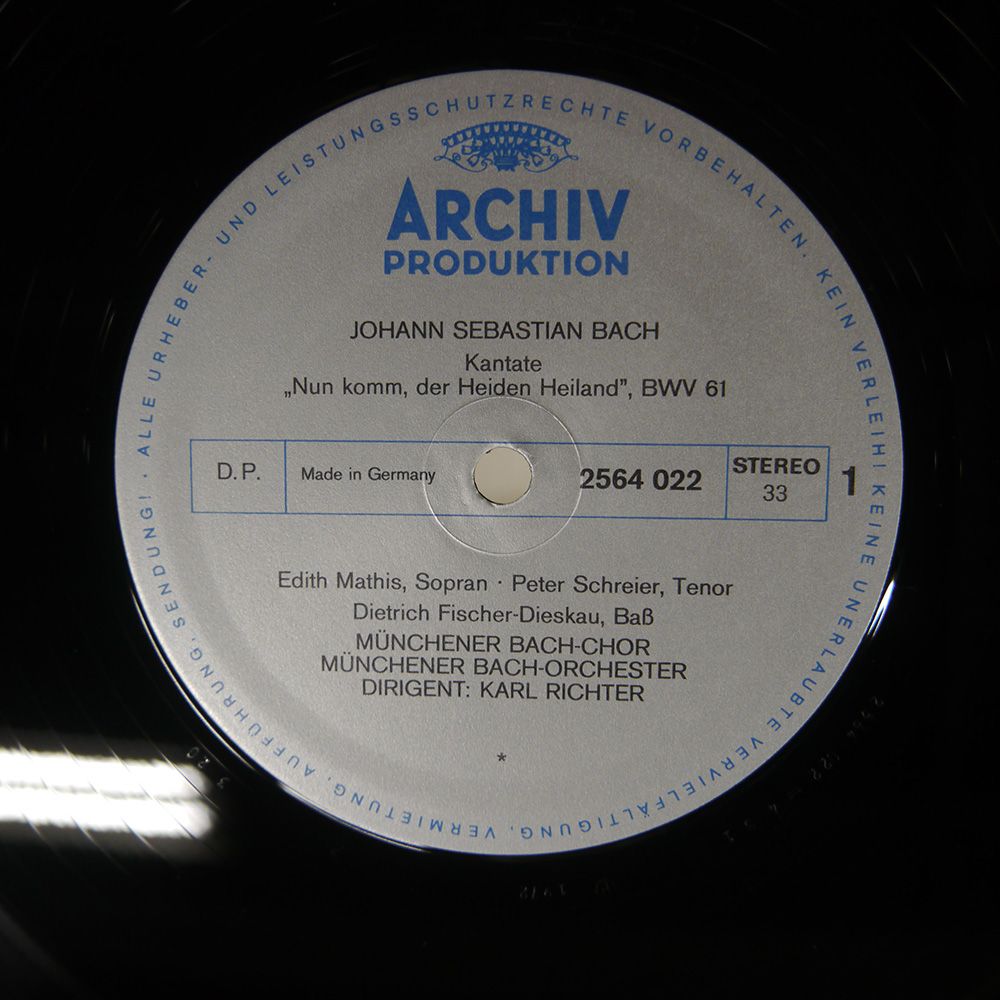 ALLE URHEBER- UND LEISTUNGSSCHUTZRECHTE VORBEHALTEN. KEIN VERLEIH! KEINE UNERLAUBTE VERVIELFÄLTIGUNG, VERMIETUNG, AUFFÜHRUNG, SENDUNG! ·
ARCHIV
PRODUKTION
JOHANN SEBASTIAN BACH
Kantate
„Nun komm, der Heiden Heiland”, BWV 61
D.P. Made in Germany 2564 022 STEREO 1
33
Edith Mathis, Sopran · Peter Schreier, Tenor
Dietrich Fischer-Dieskau, Baß
MÜNCHENER BACH-CHOR
MÜNCHENER BACH-ORCHESTER
DIRIGENT: KARL RICHTER
*
320
1972